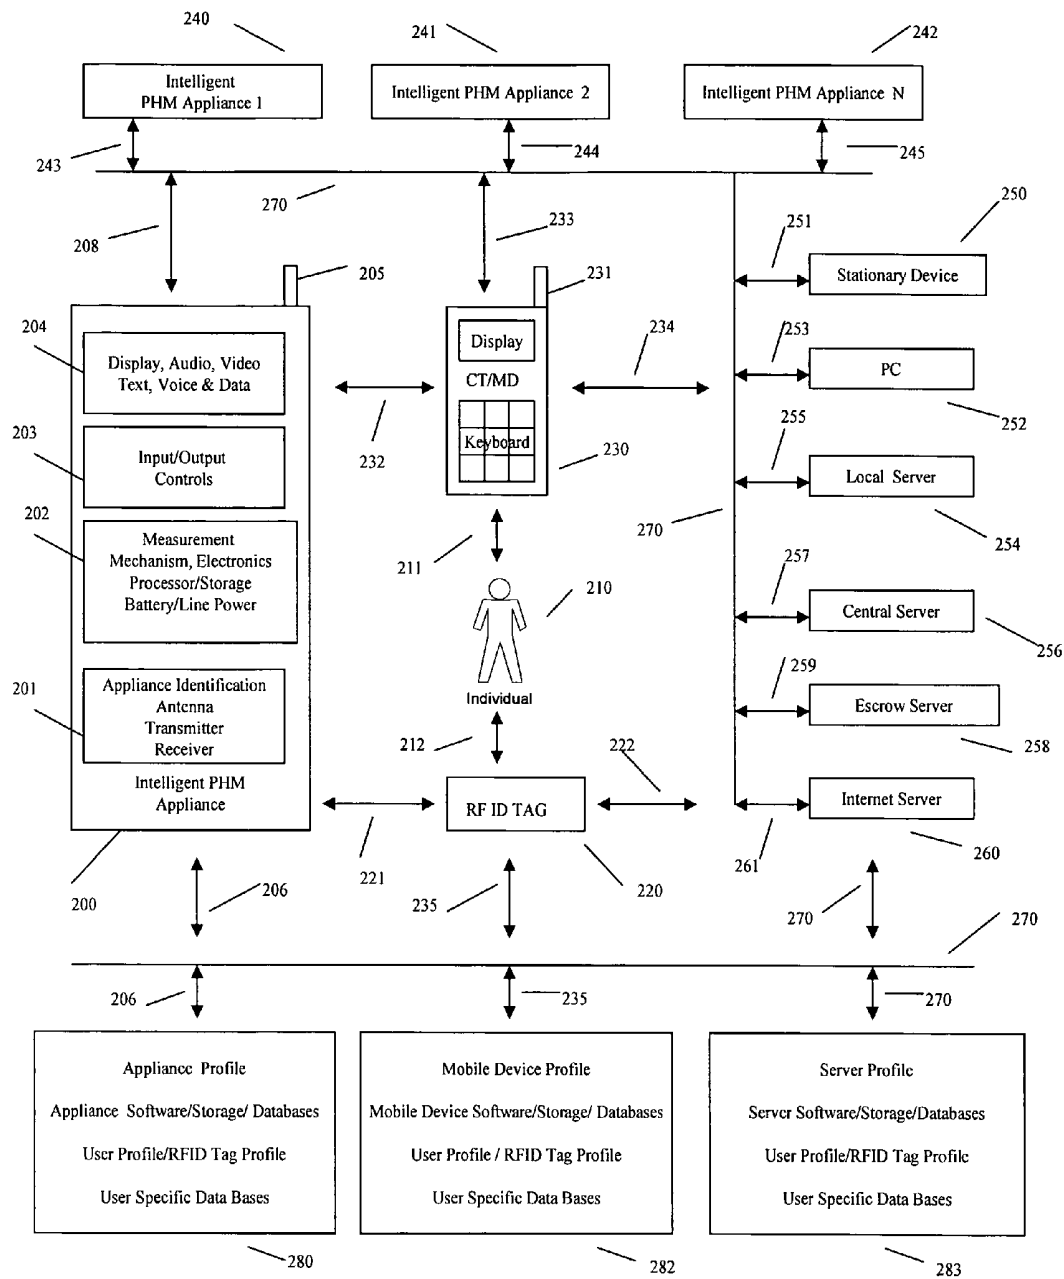 240
241
242
Intelligent
PHM Appliance 1
Intelligent PHM Appliance 2
Intelligent PHM Appliance N
243
244
245
270
208
233
250
251
205
231
Stationary Device
204
234
253
Display, Audio, Video
Text, Voice & Data
Display
CT/MD
PC
203
232
255
252
Input/Output
Controls
Keyboard
230
Local Server
202
270
254
Measurement
Mechanism, Electronics
Processor/Storage
Battery/Line Power
211
210
257
Central Server
256
201
Appliance Identification
Antenna
Transmitter
Receiver
Individual
259
Escrow Server
212
222
258
Intelligent PHM
Appliance
RF ID TAG
Internet Server
200
206
221
235
220
261
260
270
270
206
235
270
Appliance Profile
Appliance Software/Storage/ Databases
User Profile/RFID Tag Profile
User Specific Data Bases
Mobile Device Profile
Mobile Device Software/Storage/ Databases
User Profile / RFID Tag Profile
User Specific Data Bases
Server Profile
Server Software/Storage/Databases
User Profile/RFID Tag Profile
User Specific Data Bases
280
282
283